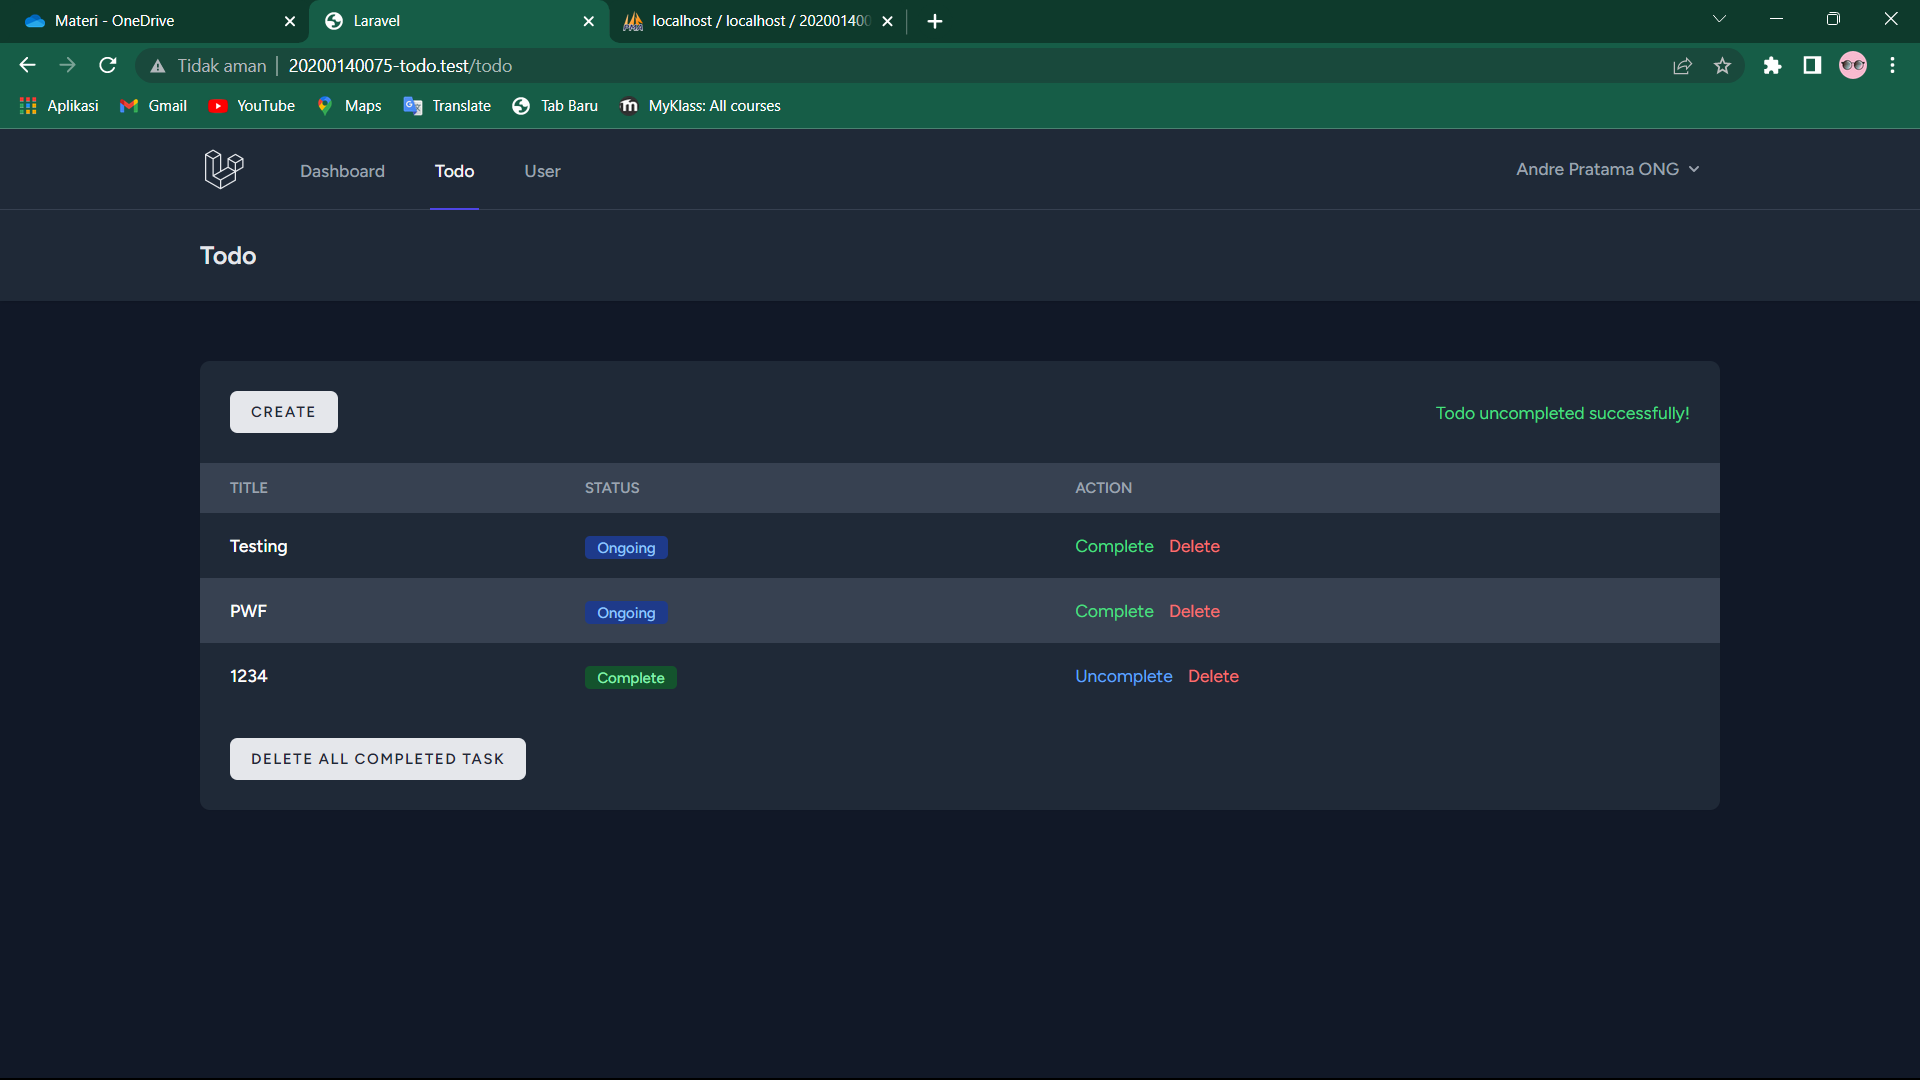 Materi - OneDrive
Laravel
localhost / localhost / 20200140
Tidak aman 20200140075-todo.test/todo
Aplikasi Gmail YouTube Maps Translate Tab Baru MyKlass: All courses
Dashboard Todo User Andre Pratama ONG
Todo
CREATE Todo uncompleted successfully!
TITLE STATUS ACTION
Testing Ongoing Complete Delete
PWF Ongoing Complete Delete
1234 Complete Uncomplete Delete
DELETE ALL COMPLETED TASK